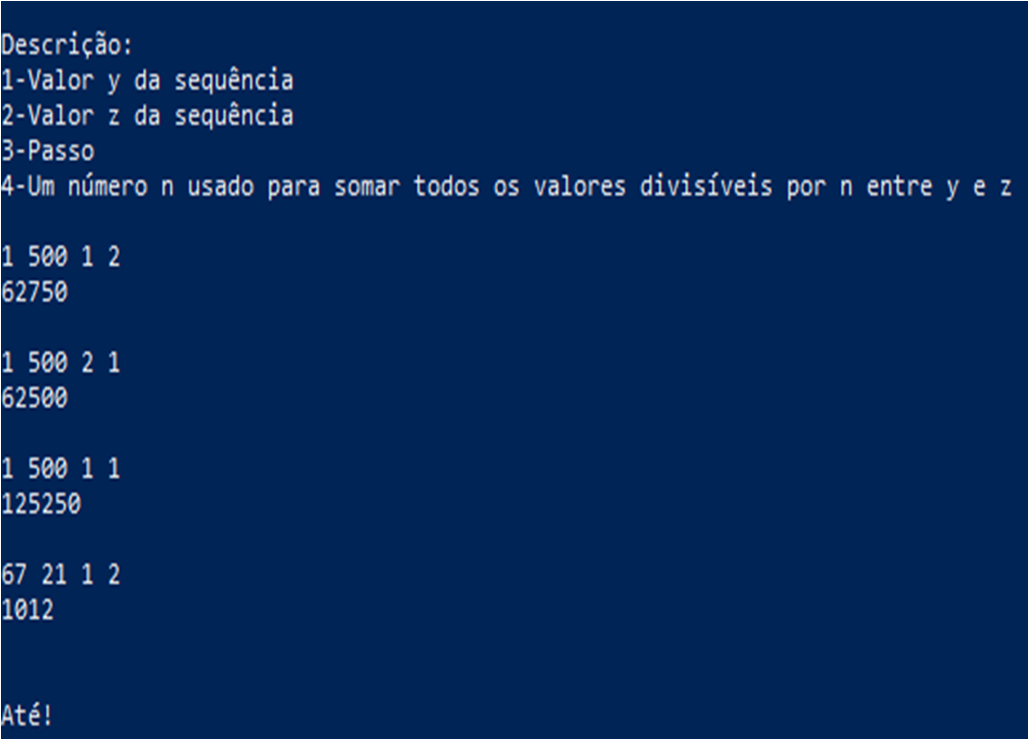 Descrição:
1-Valor y da sequência
2-Valor z da sequência
3-Passo
4-Um número n usado para somar todos os valores divisíveis por n entre y e z
1 500 1 2
62750
1 500 2 1
62500
1 500 1 1
125250
67 21 1 2
1012
Até!